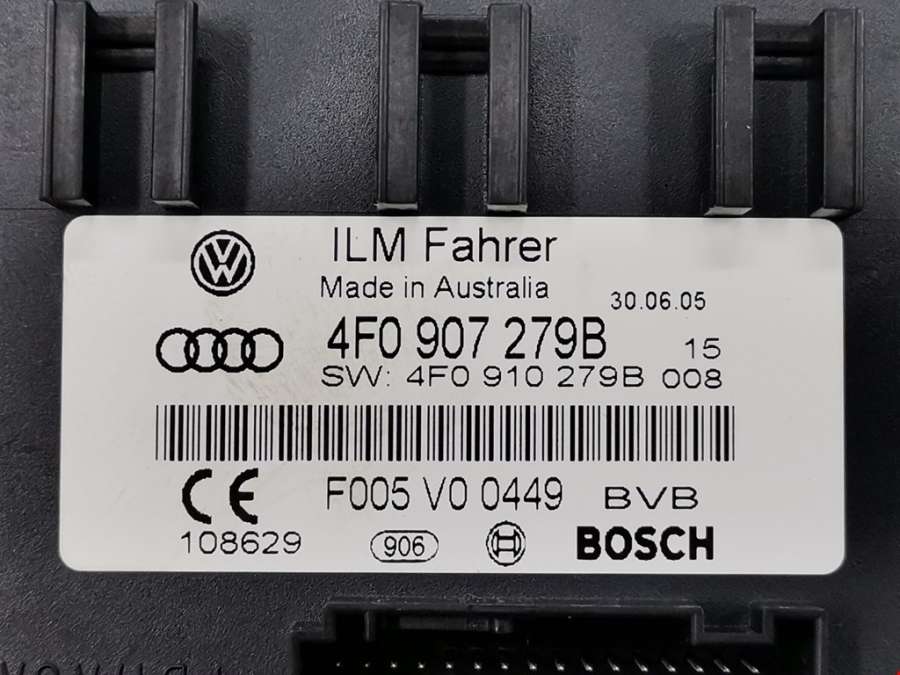 ILM Fahrer
Made in Australia
30.06.05
4F0 907 279B
15
SW: 4F0 910 279B 008
F005 V0 0449 BVB
CE
108629
906
BOSCH